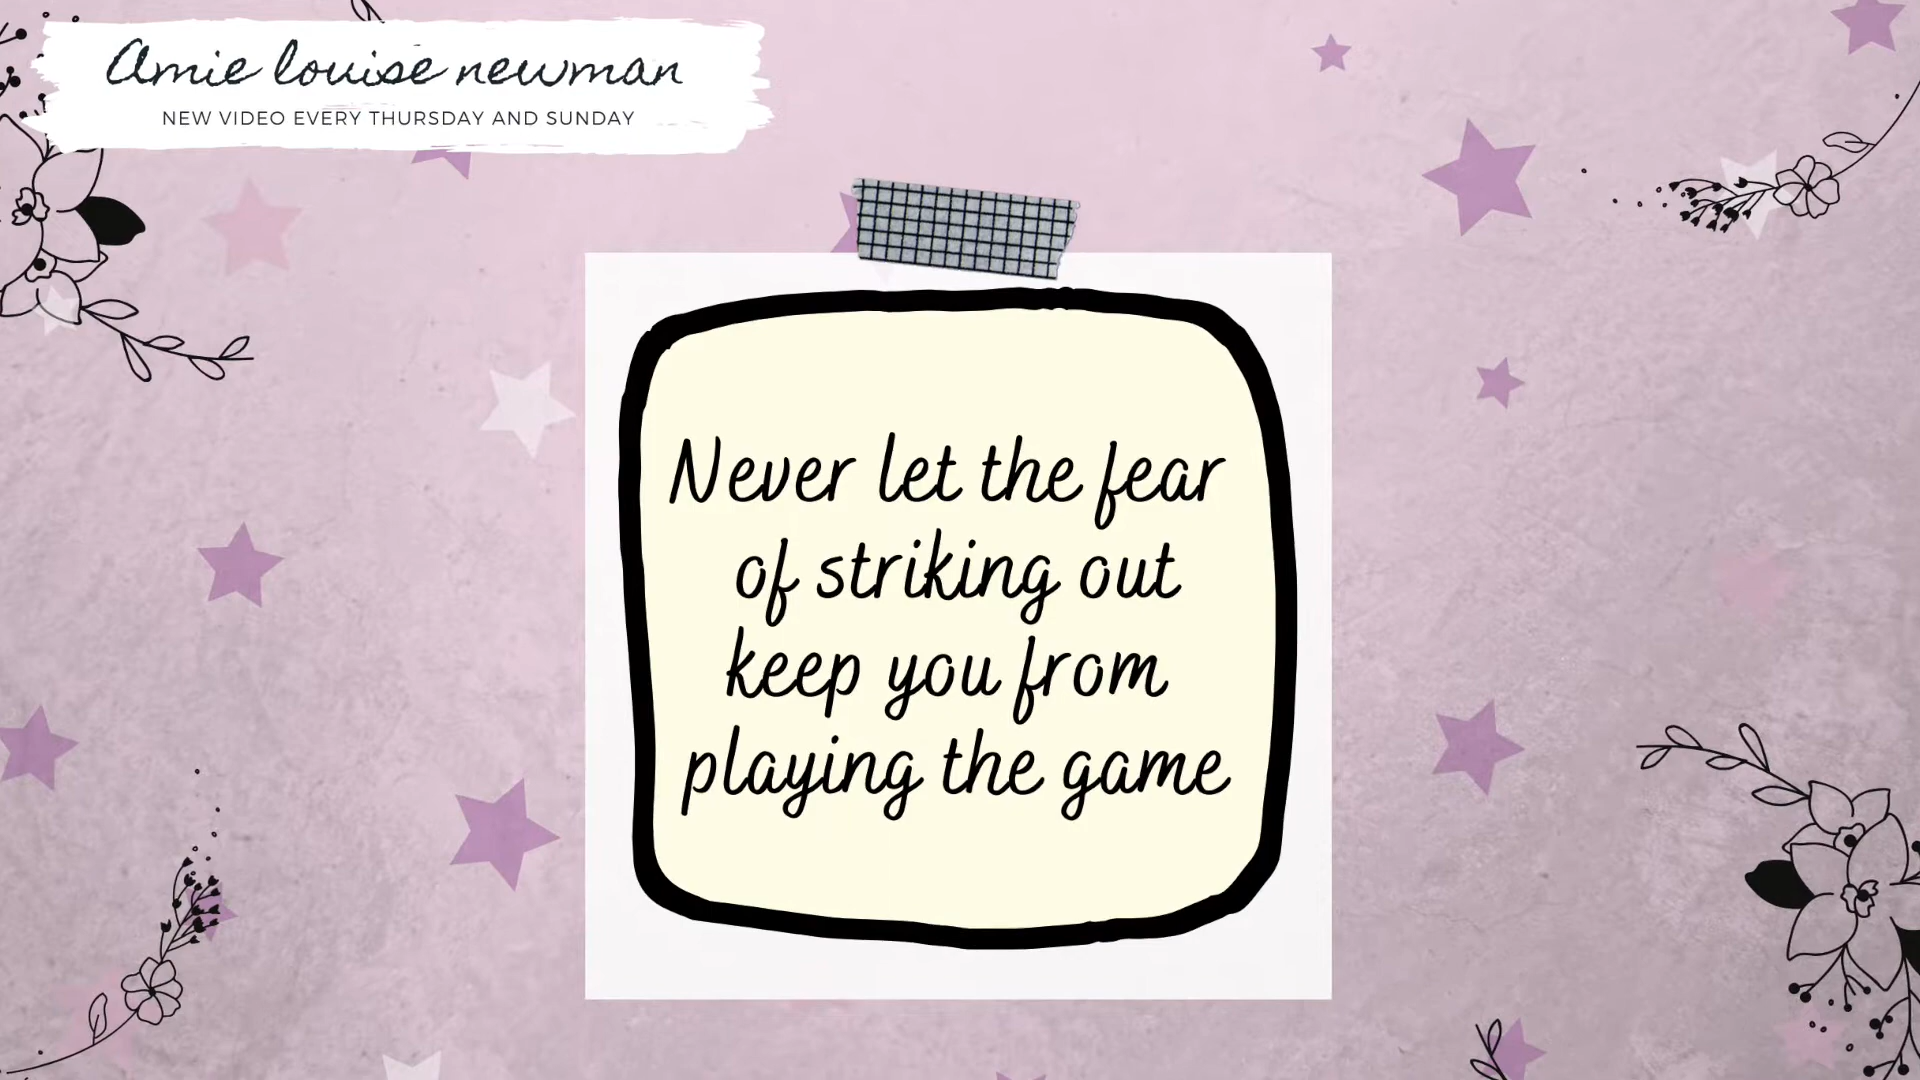 Amie louise newman
NEW VIDEO EVERY THURSDAY AND SUNDAY
Never let the fear
of striking out
keep you from
playing the game